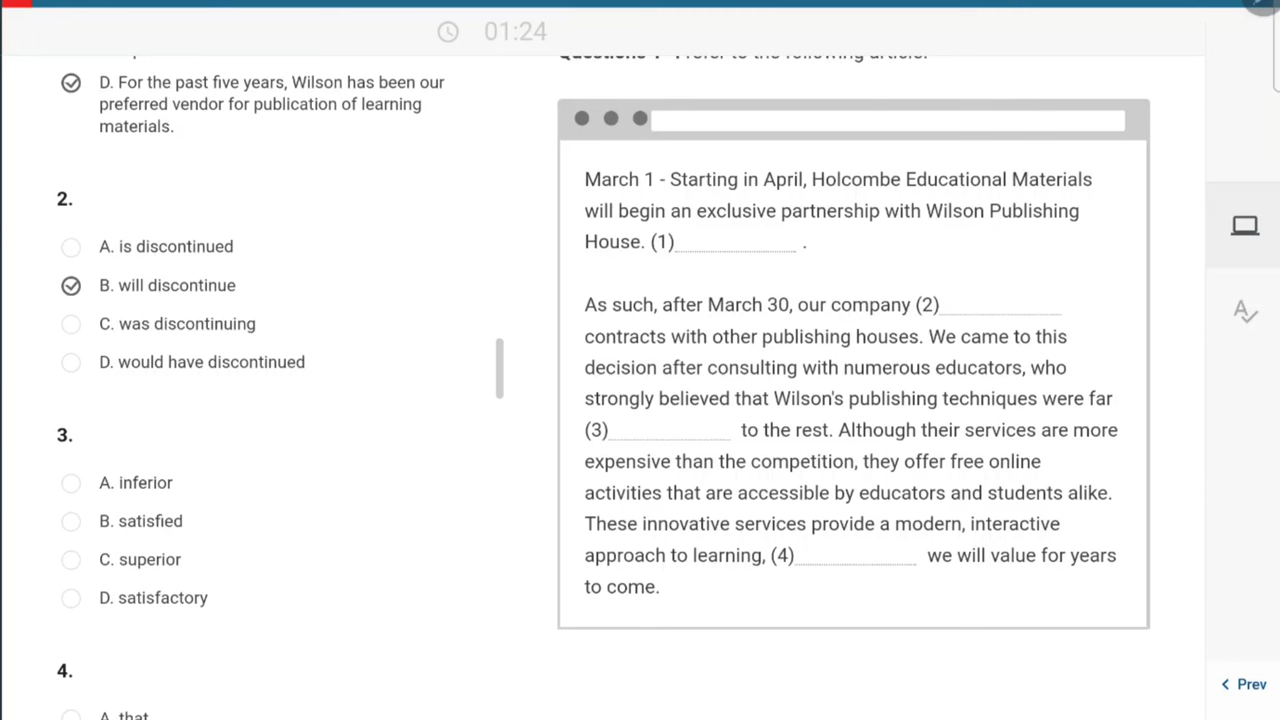 01:24
D. For the past five years, Wilson has been our
preferred vendor for publication of learning
materials.
2.
A. is discontinued
B. will discontinue
C. was discontinuing
D. would have discontinued
3.
A. inferior
B. satisfied
C. superior
D. satisfactory
4.
A. that
March 1 - Starting in April, Holcombe Educational Materials
will begin an exclusive partnership with Wilson Publishing
House. (1) .
As such, after March 30, our company (2)
contracts with other publishing houses. We came to this
decision after consulting with numerous educators, who
strongly believed that Wilson's publishing techniques were far
(3) to the rest. Although their services are more
expensive than the competition, they offer free online
activities that are accessible by educators and students alike.
These innovative services provide a modern, interactive
approach to learning, (4) we will value for years
to come.
Prev